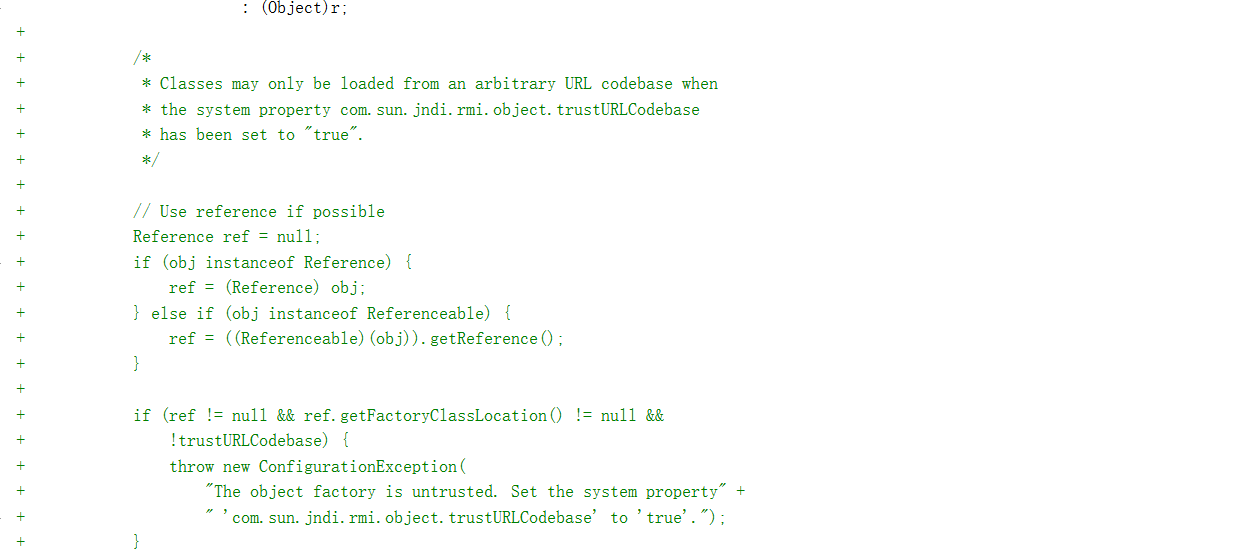 : (Object)r;
+
+ /*
+ * Classes may only be loaded from an arbitrary URL codebase when
+ * the system property com.sun.jndi.rmi.object.trustURLCodebase
+ * has been set to "true".
+ */
+
+ // Use reference if possible
+ Reference ref = null;
+ if (obj instanceof Reference) {
+ ref = (Reference) obj;
+ } else if (obj instanceof Referenceable) {
+ ref = ((Referenceable)(obj)).getReference();
+ }
+
+ if (ref != null && ref.getFactoryClassLocation() != null &&
+ !trustURLCodebase) {
+ throw new ConfigurationException(
+ "The object factory is untrusted. Set the system property" +
+ " 'com.sun.jndi.rmi.object.trustURLCodebase' to 'true'.");
+ }